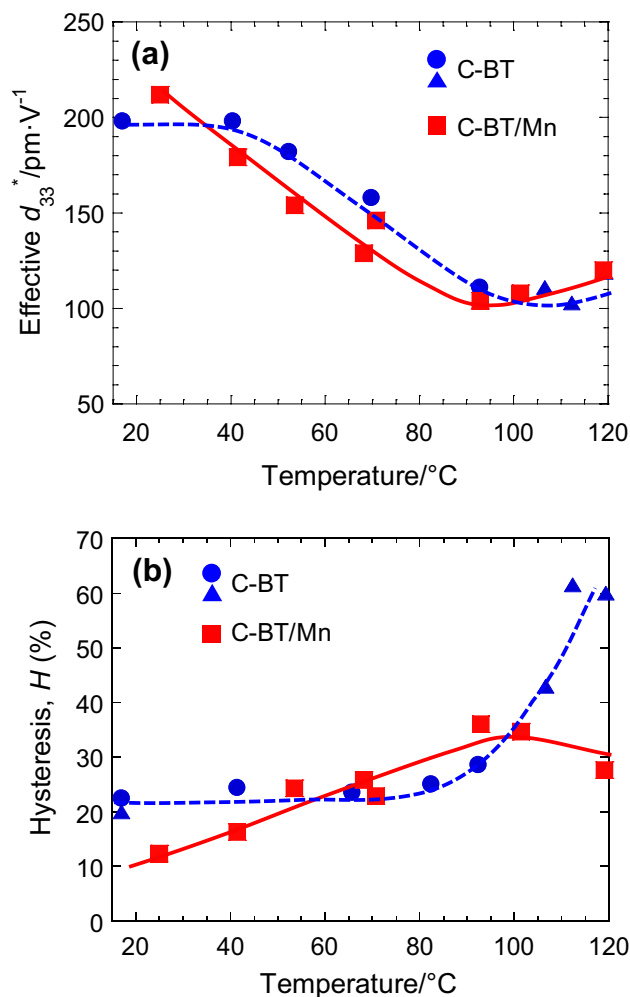 (a)
C-BT
C-BT/Mn
Effective d33*/pm·V-1
250
200
150
100
50
20 40 60 80 100 120
Temperature/°C
(b)
C-BT
C-BT/Mn
Hysteresis, H (%)
70
60
50
40
30
20
10
0
20 40 60 80 100 120
Temperature/°C